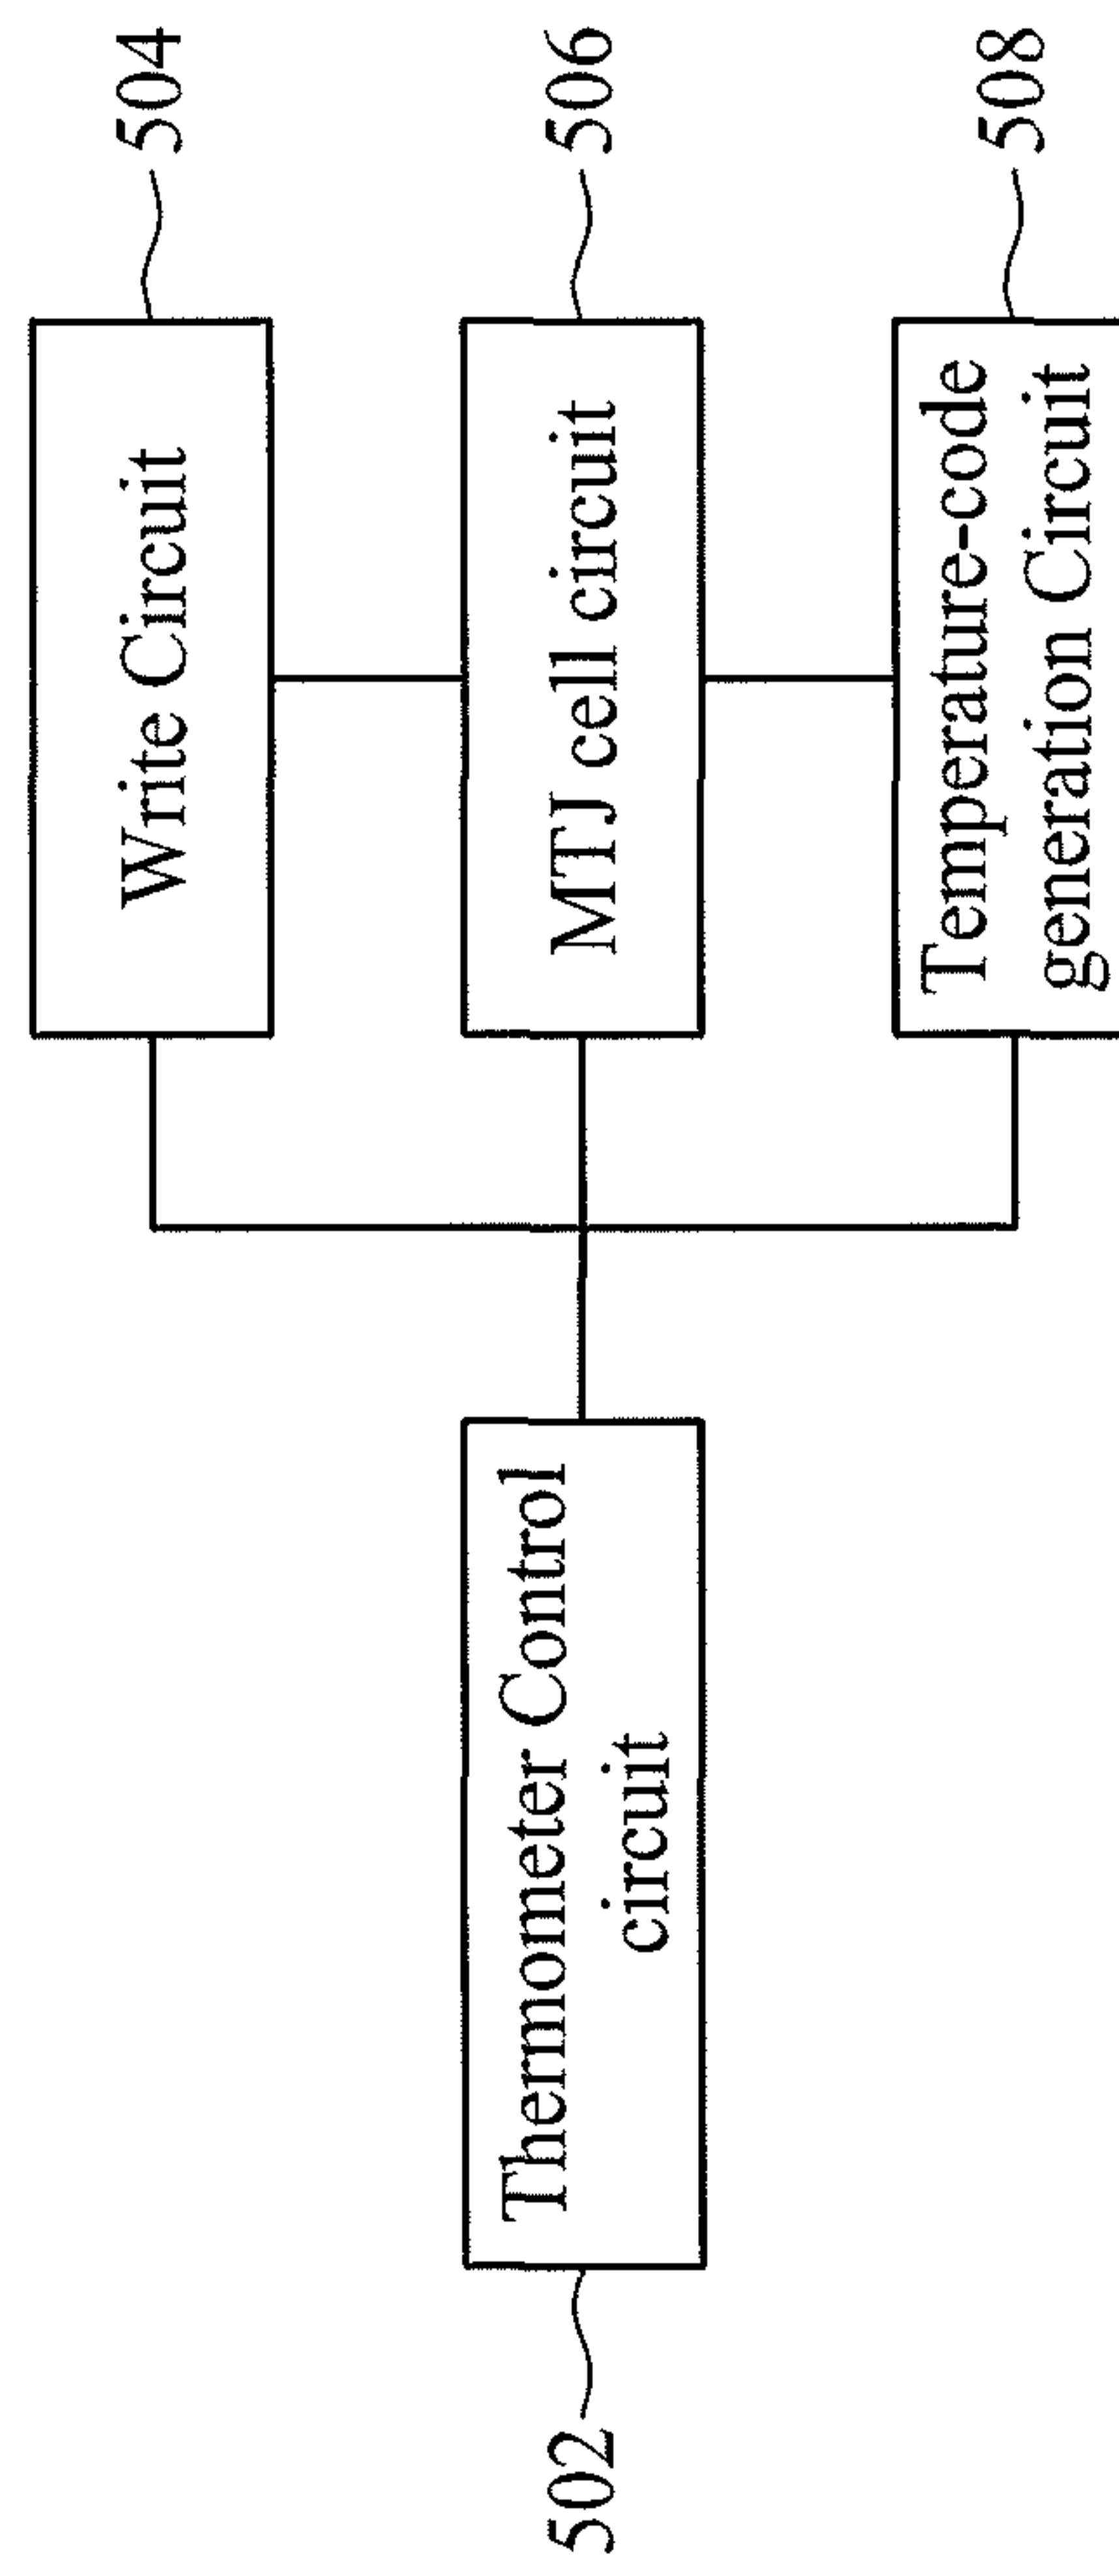 504
Write Circuit
506
MTJ cell circuit
502
Thermometer Control
circuit
508
Temperature-code
generation Circuit